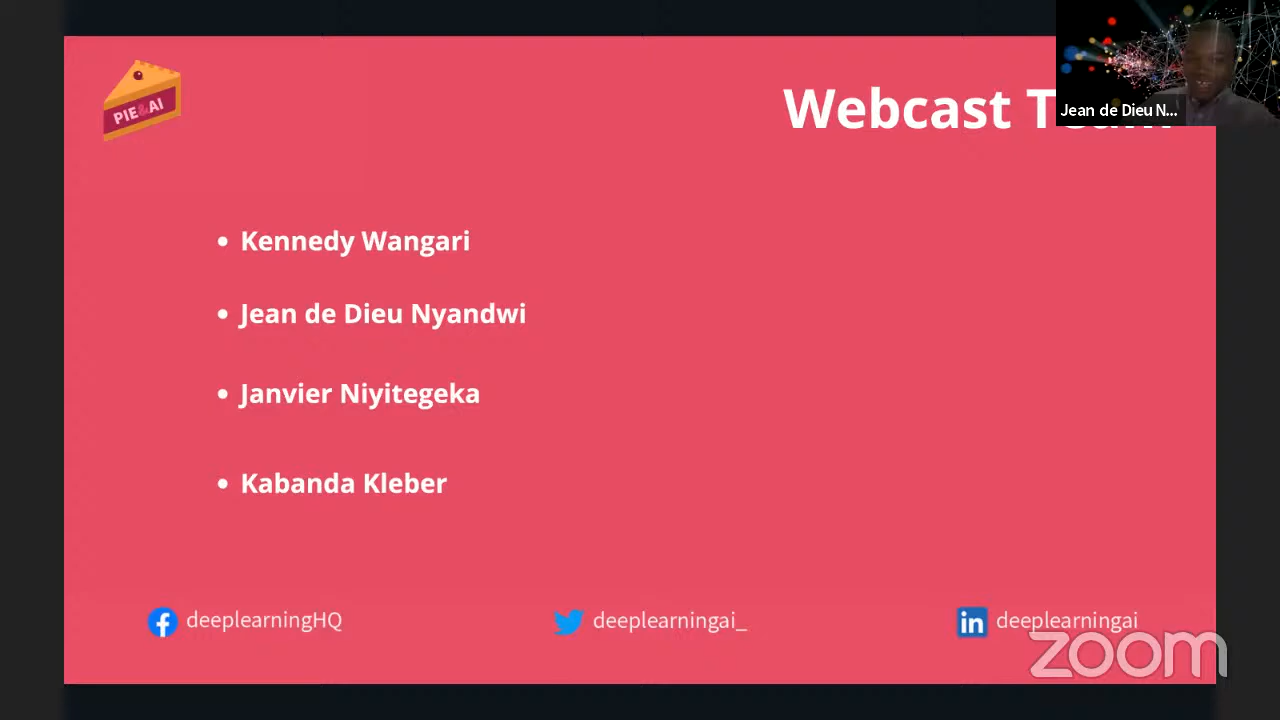 PIE&AI
Webcast Team
Jean de Dieu N...
• Kennedy Wangari
• Jean de Dieu Nyandwi
• Janvier Niyitegeka
• Kabanda Kleber
deeplearningHQ
deeplearningai_
deeplearningai
zoom